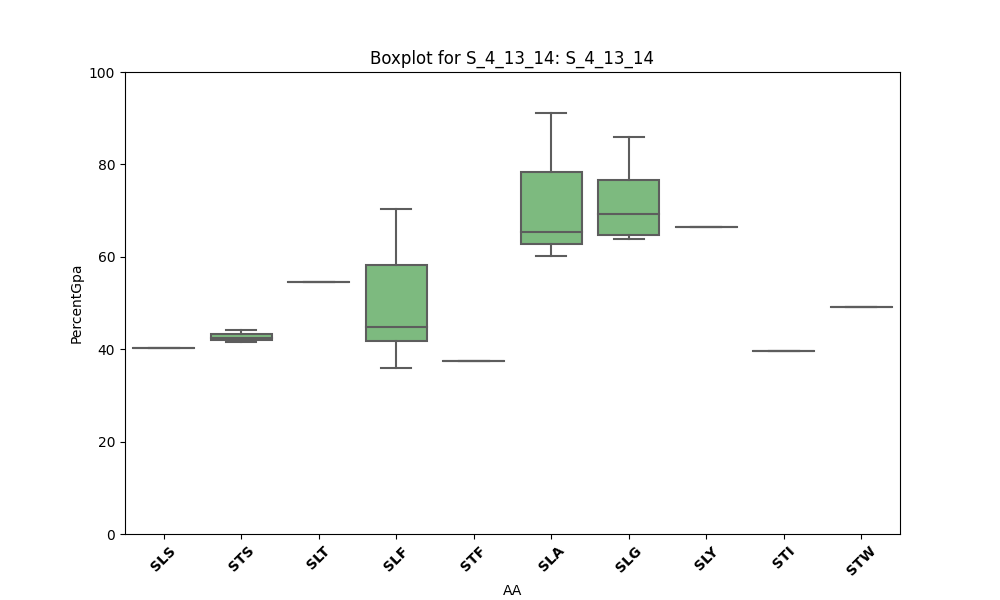 Boxplot for S_4_13_14: S_4_13_14
PercentGpa
100
80
60
40
20
0
SLS STS SLT SLF STF SLA SLG SLY STI STW
AA